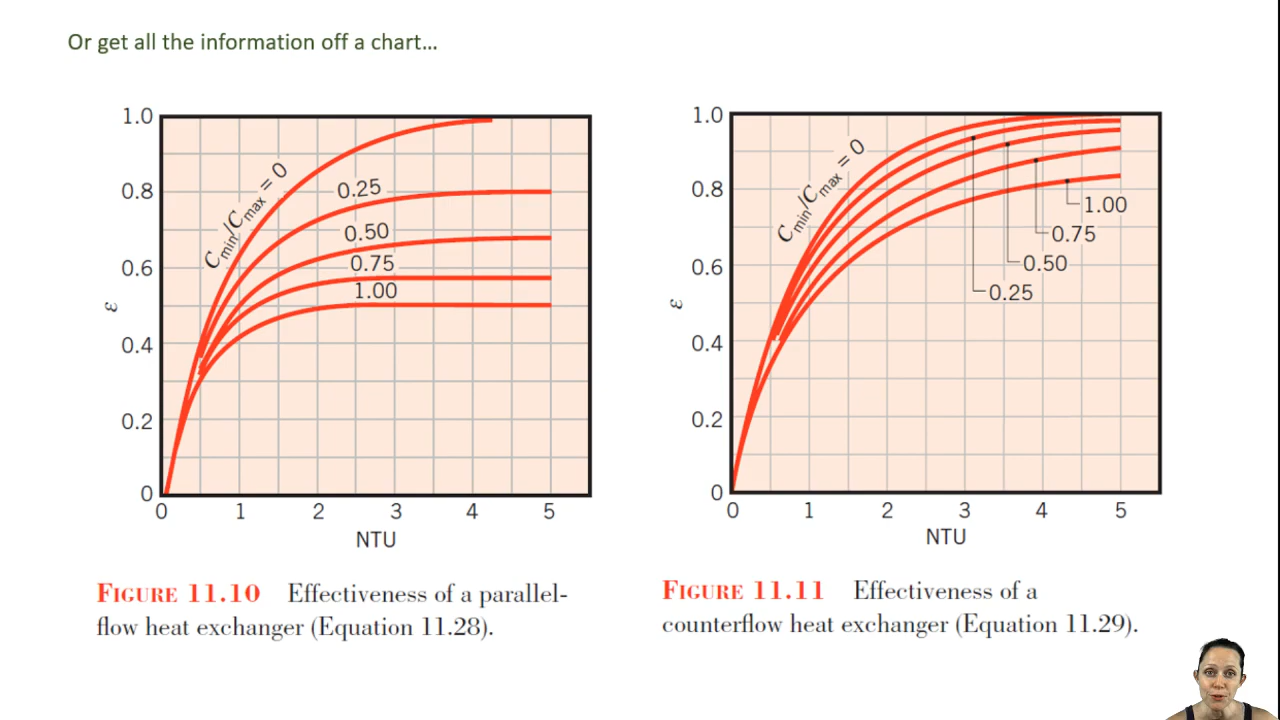 Or get all the information off a chart...
1.0
0.8
0.6
0.4
0.2
0
ε
Cmin/Cmax = 0
0.25
0.50
0.75
1.00
0 1 2 3 4 5
NTU
FIGURE 11.10 Effectiveness of a parallel-
flow heat exchanger (Equation 11.28).
1.0
0.8
0.6
0.4
0.2
0
ε
Cmin/Cmax = 0
1.00
0.75
0.50
0.25
0 1 2 3 4 5
NTU
FIGURE 11.11 Effectiveness of a
counterflow heat exchanger (Equation 11.29).